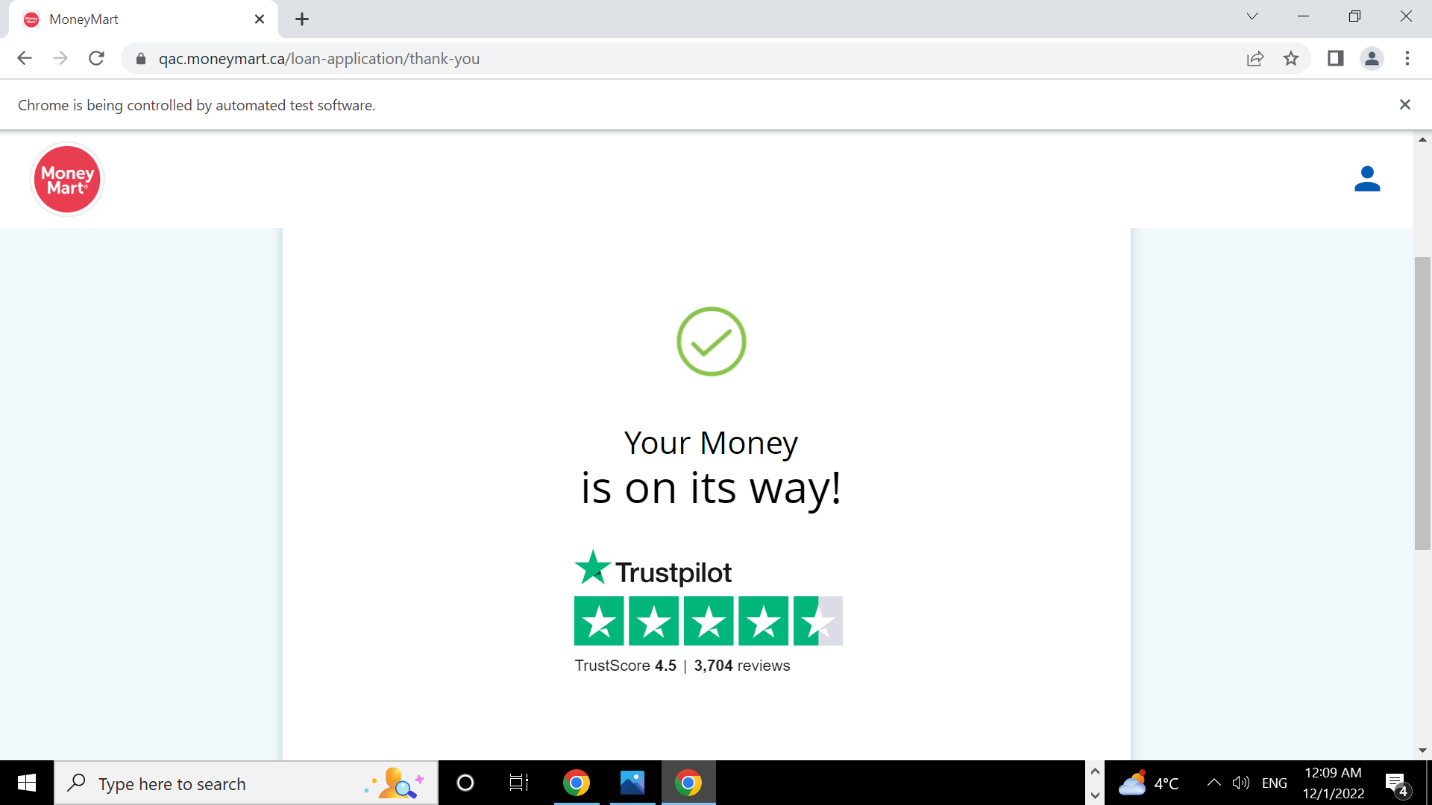 MoneyMart
qac.moneymart.ca/loan-application/thank-you
Chrome is being controlled by automated test software.
Money
Mart
Your Money
is on its way!
Trustpilot
TrustScore 4.5 | 3,704 reviews
Type here to search
4°C
ENG
12:09 AM
12/1/2022
4